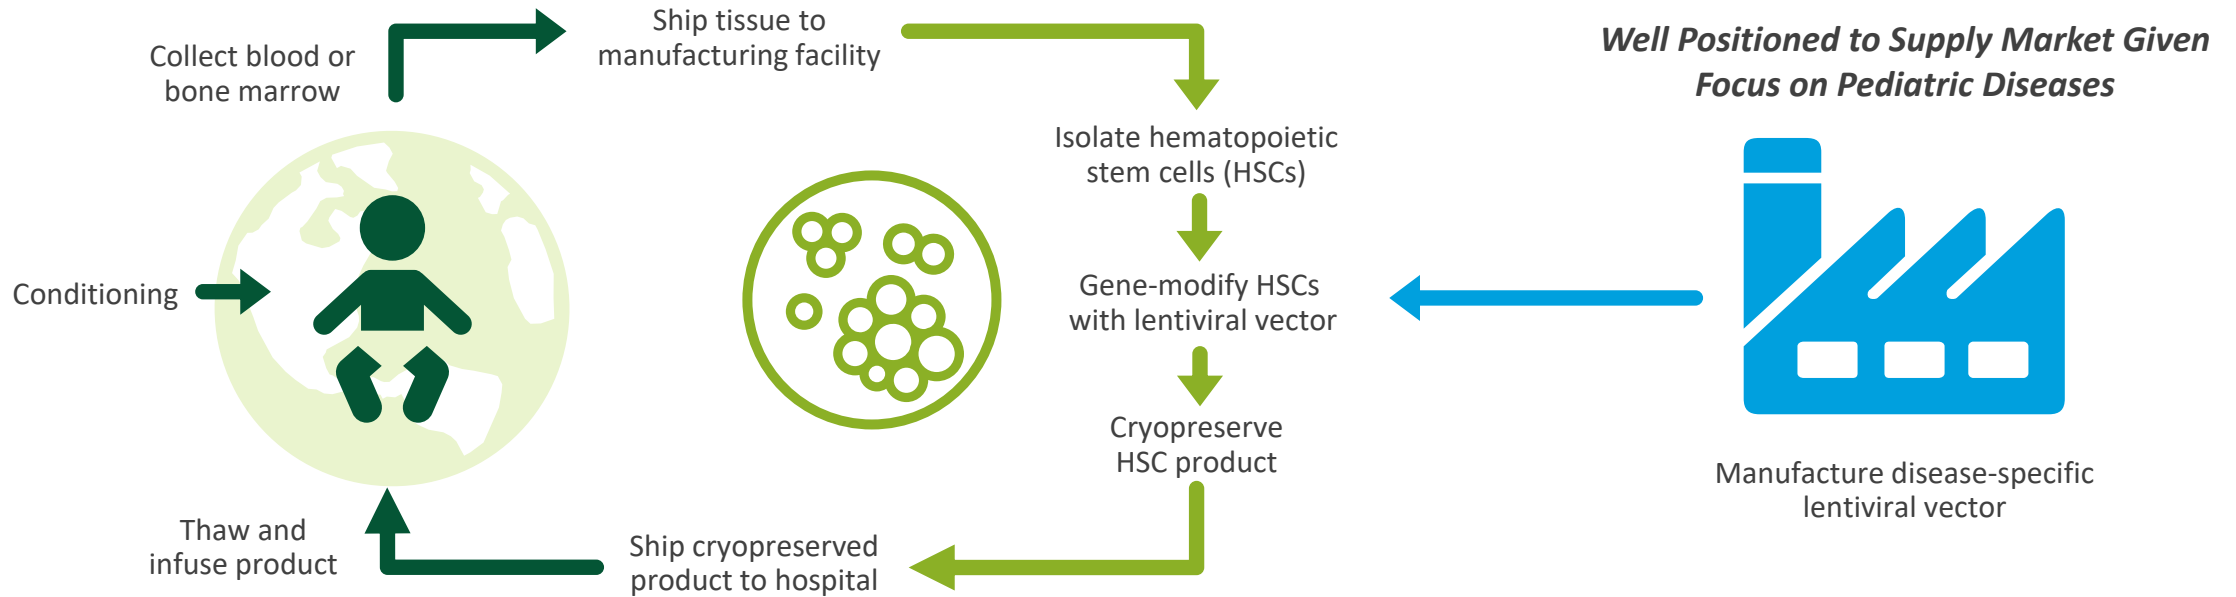 Collect blood or
bone marrow
Ship tissue to
manufacturing facility
Isolate hematopoietic
stem cells (HSCs)
Gene-modify HSCs
with lentiviral vector
Cryopreserve
HSC product
Ship cryopreserved
product to hospital
Thaw and
infuse product
Conditioning
Well Positioned to Supply Market Given
Focus on Pediatric Diseases
Manufacture disease-specific
lentiviral vector